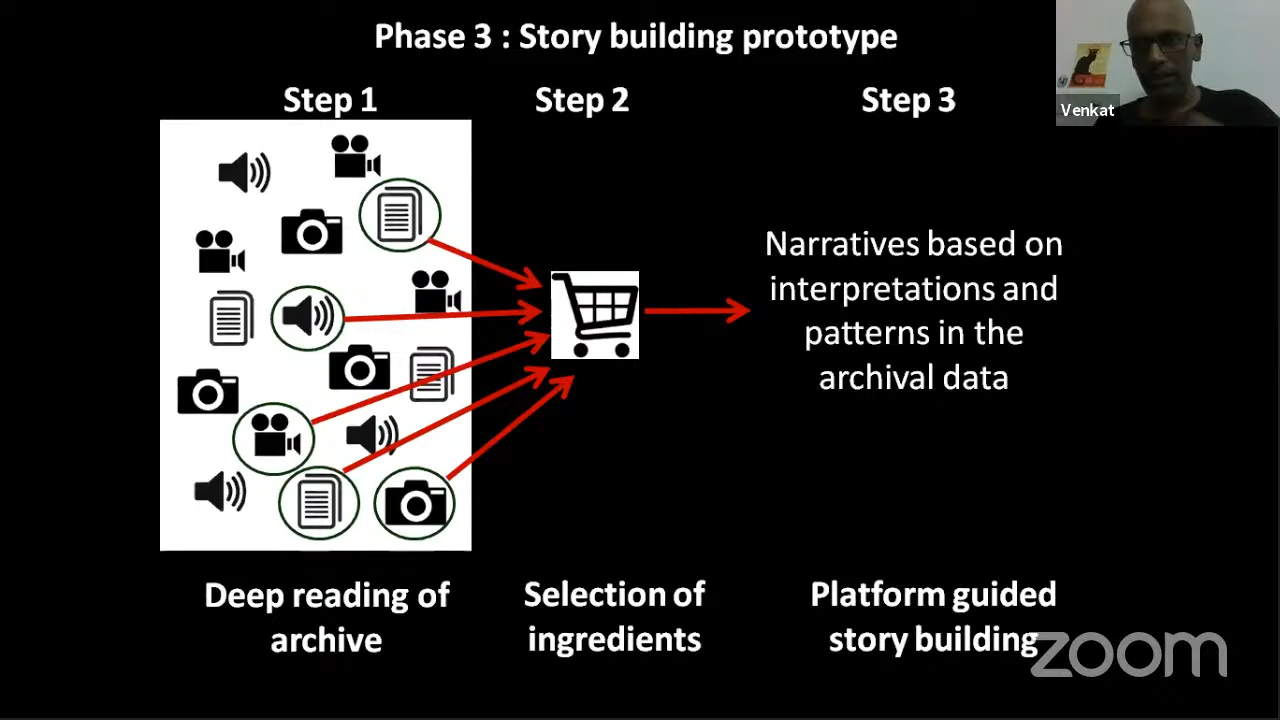 Phase 3 : Story building prototype
Venkat
Step 1
Step 2
Step 3
Narratives based on
interpretations and
patterns in the
archival data
Deep reading of
archive
Selection of
ingredients
Platform guided
story building
zoom